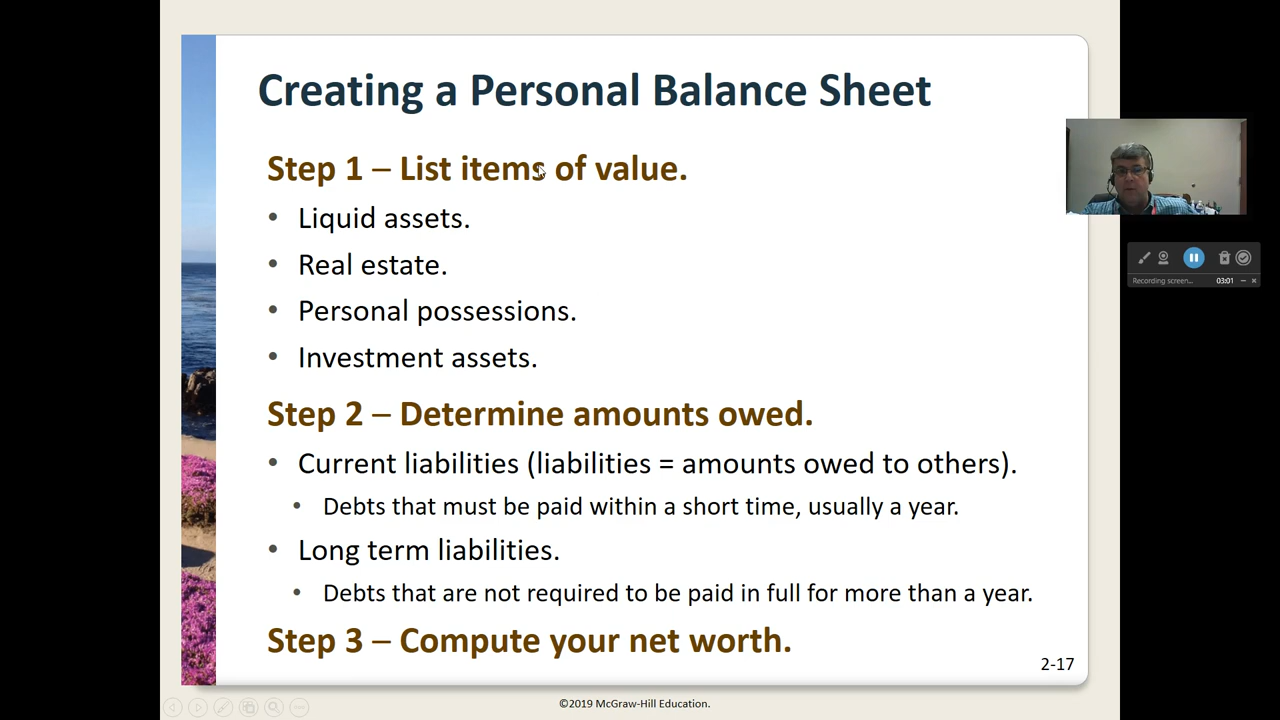 Creating a Personal Balance Sheet
Step 1 – List items of value.
• Liquid assets.
• Real estate.
• Personal possessions.
• Investment assets.
Step 2 – Determine amounts owed.
• Current liabilities (liabilities = amounts owed to others).
• Debts that must be paid within a short time, usually a year.
• Long term liabilities.
• Debts that are not required to be paid in full for more than a year.
Step 3 – Compute your net worth.
2-17
©2019 McGraw-Hill Education.
Recording screen... 03:01